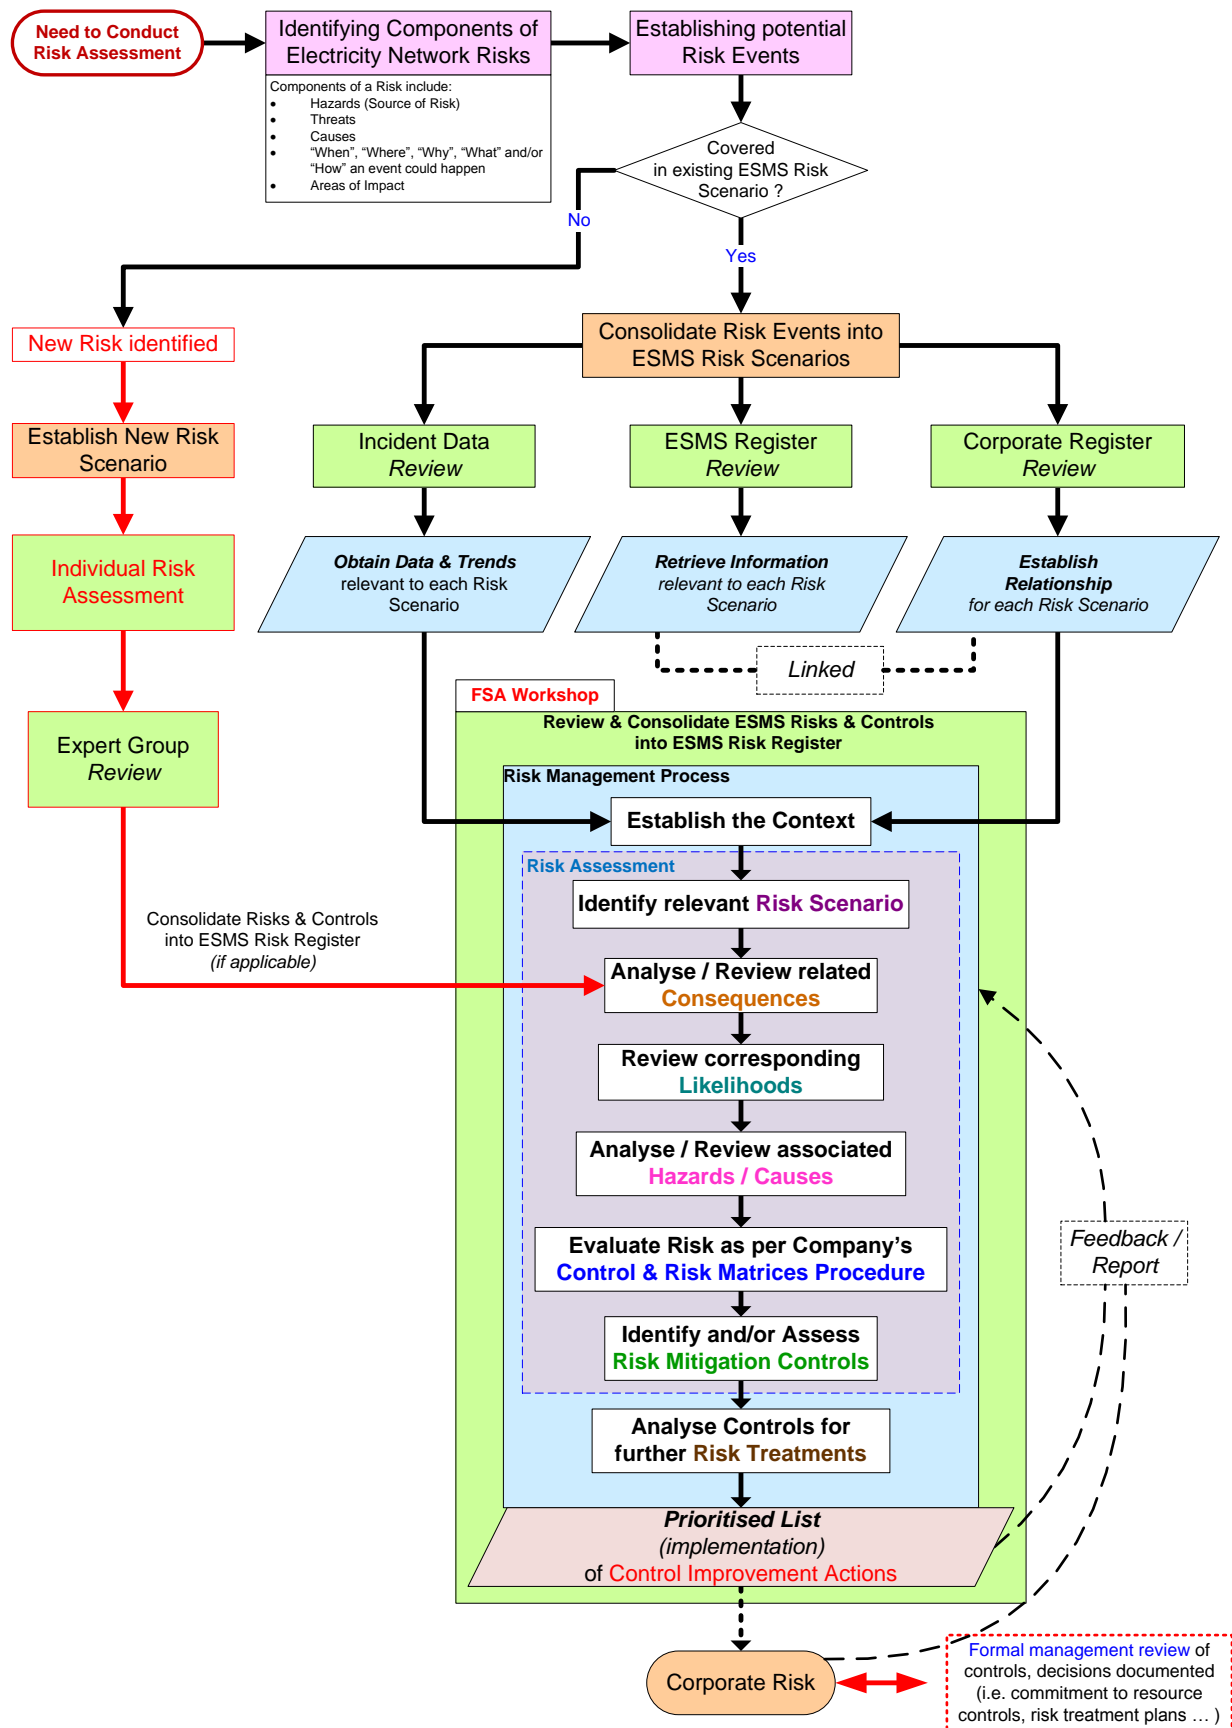 Need to Conduct
Risk Assessment
Identifying Components of
Electricity Network Risks
Components of a Risk include:
• Hazards (Source of Risk)
• Threats
• Causes
• “When”, “Where”, “Why”, “What” and/or
“How” an event could happen
• Areas of Impact
Establishing potential
Risk Events
Covered
in existing ESMS Risk
Scenario ?
No
Yes
New Risk identified
Establish New Risk
Scenario
Individual Risk
Assessment
Expert Group
Review
Consolidate Risks & Controls
into ESMS Risk Register
(if applicable)
Consolidate Risk Events into
ESMS Risk Scenarios
Incident Data
Review
ESMS Register
Review
Corporate Register
Review
Obtain Data & Trends
relevant to each Risk
Scenario
Retrieve Information
relevant to each Risk
Scenario
Establish
Relationship
for each Risk Scenario
Linked
FSA Workshop
Review & Consolidate ESMS Risks & Controls
into ESMS Risk Register
Risk Management Process
Establish the Context
Risk Assessment
Identify relevant Risk Scenario
Analyse / Review related
Consequences
Review corresponding
Likelihoods
Analyse / Review associated
Hazards / Causes
Evaluate Risk as per Company’s
Control & Risk Matrices Procedure
Identify and/or Assess
Risk Mitigation Controls
Analyse Controls for
further Risk Treatments
Prioritised List
(implementation)
of Control Improvement Actions
Feedback /
Report
Corporate Risk
Formal management review of
controls, decisions documented
(i.e. commitment to resource
controls, risk treatment plans … )